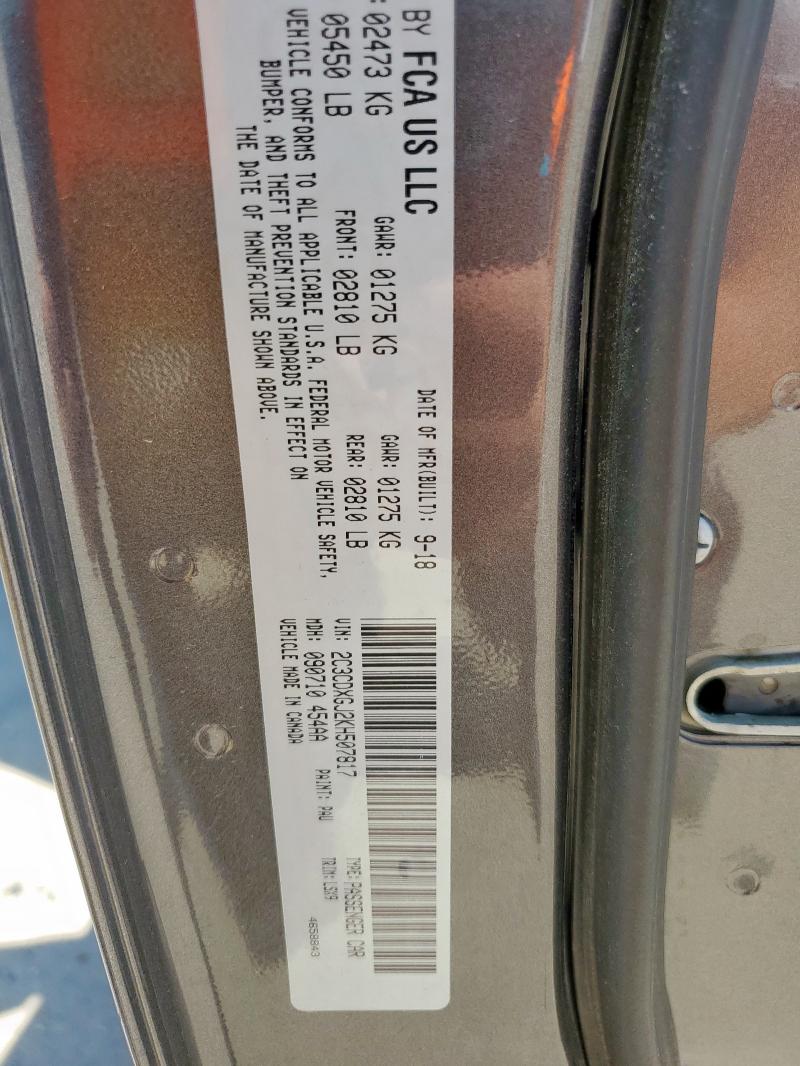 BY FCA US LLC
DATE OF MFR(BUILT): 9-18
: 02473 KG
GAWR: 01275 KG
GAWR: 01275 KG
05450 LB
FRONT: 02810 LB
REAR: 02810 LB
VEHICLE CONFORMS TO ALL APPLICABLE U.S.A. FEDERAL MOTOR VEHICLE SAFETY,
BUMPER, AND THEFT PREVENTION STANDARDS IN EFFECT ON
THE DATE OF MANUFACTURE SHOWN ABOVE.
VIN: 2C3CDXGJ2KH507817
TYPE: PASSENGER CAR
MDH: 090710 454AA
PAINT: PAU
TRIM: LSX9
VEHICLE MADE IN CANADA
4658843